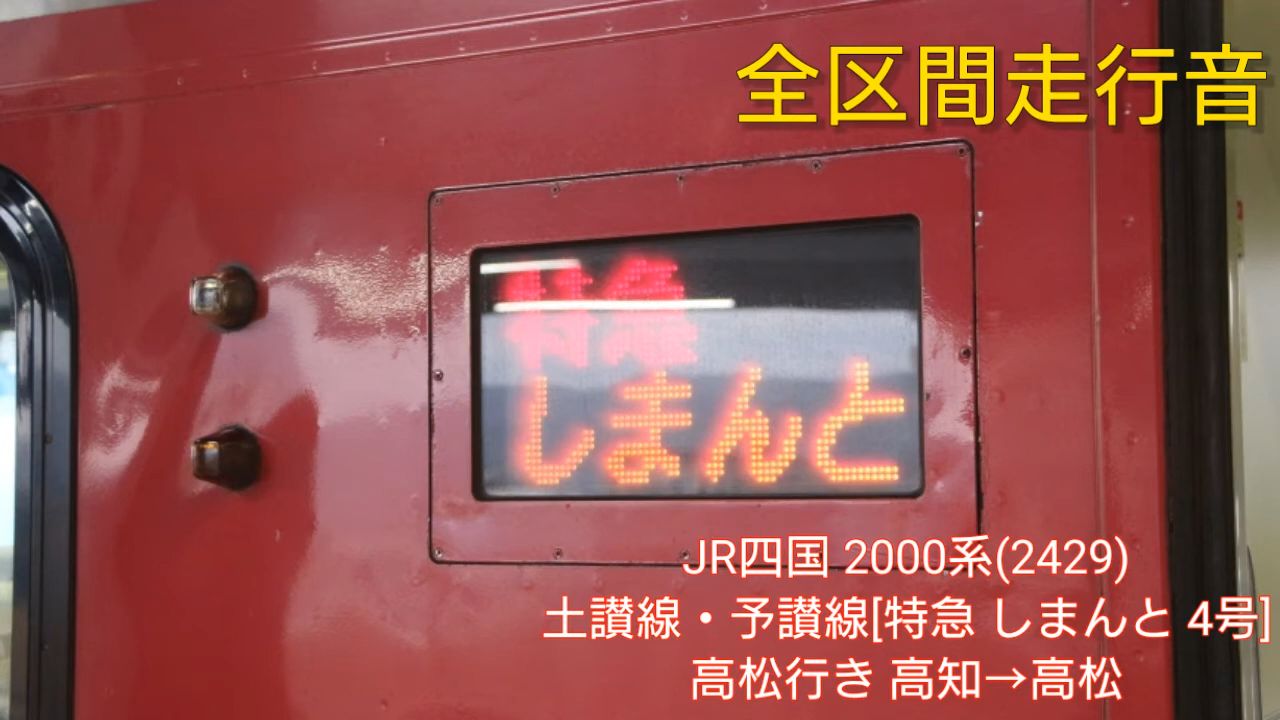 全区間走行音
特急
しまんと
JR四国 2000系(2429)
土讃線・予讃線[特急 しまんと 4号]
高松行き 高知→高松